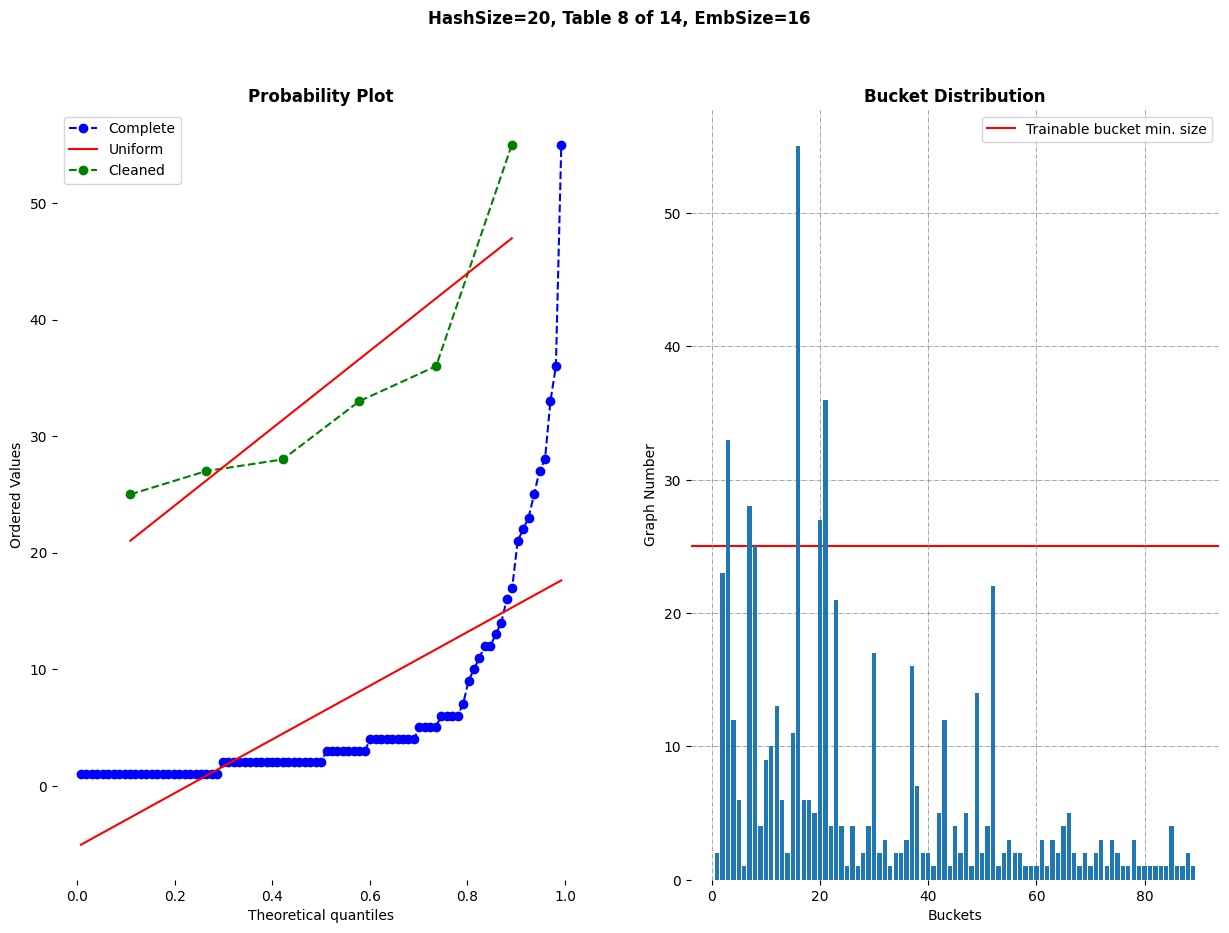 HashSize=20, Table 8 of 14, EmbSize=16
Probability Plot
Complete
Uniform
Cleaned
50
40
30
20
10
0
Ordered Values
0.0 0.2 0.4 0.6 0.8 1.0
Theoretical quantiles
Bucket Distribution
Trainable bucket min. size
50
40
30
20
10
0
Graph Number
0 20 40 60 80
Buckets